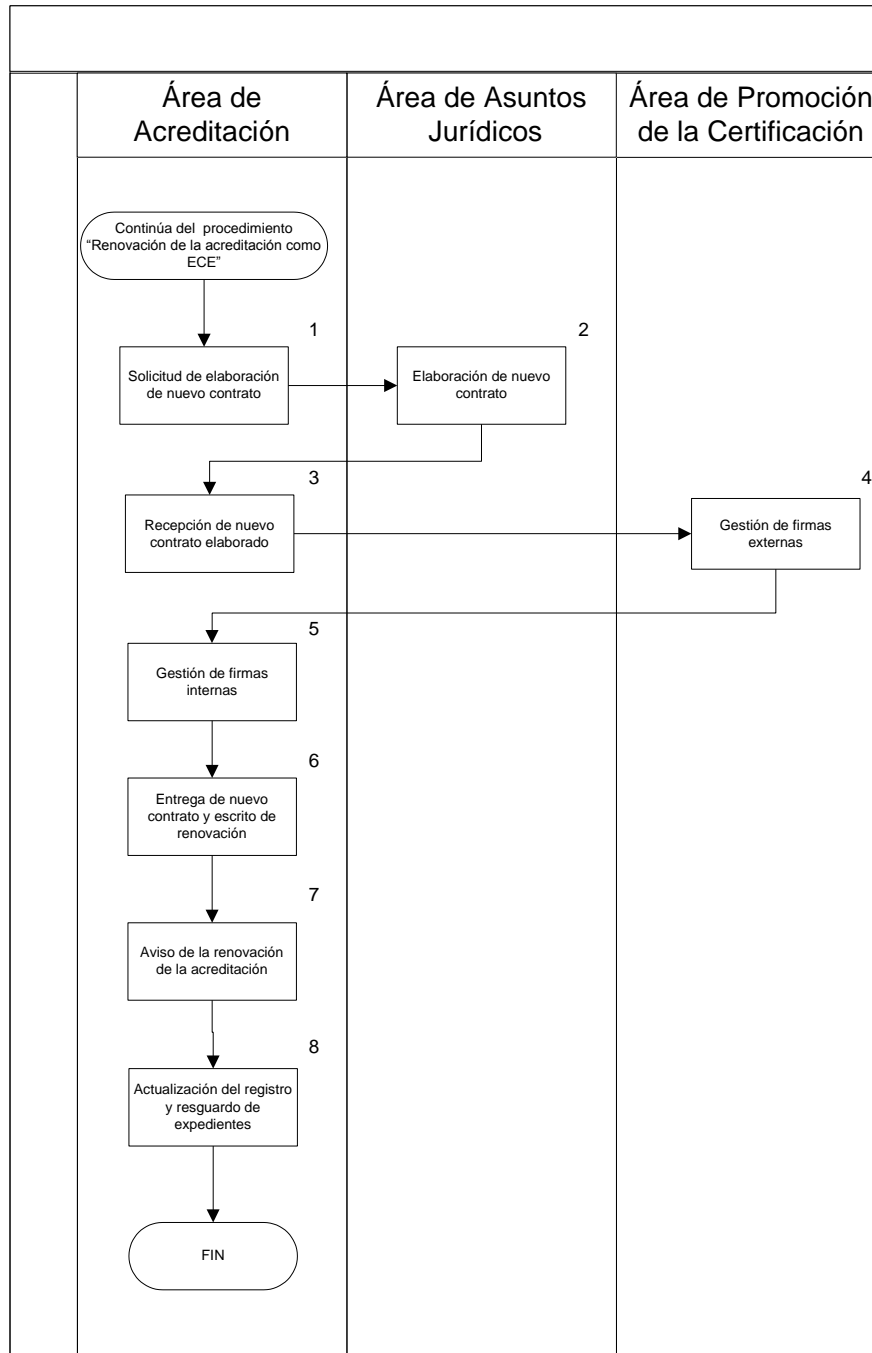 Área de
Acreditación
Área de Asuntos
Jurídicos
Área de Promoción
de la Certificación
Continúa del procedimiento
“Renovación de la acreditación como
ECE”
1
Solicitud de elaboración
de nuevo contrato
2
Elaboración de nuevo
contrato
3
Recepción de nuevo
contrato elaborado
4
Gestión de firmas
externas
5
Gestión de firmas
internas
6
Entrega de nuevo
contrato y escrito de
renovación
7
Aviso de la renovación
de la acreditación
8
Actualización del registro
y resguardo de
expedientes
FIN